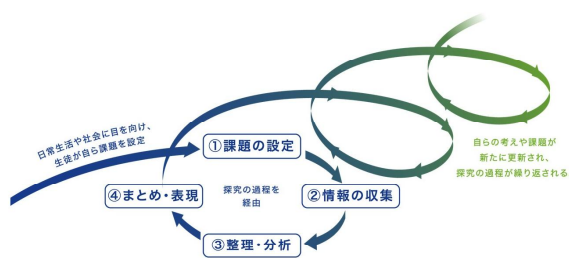 日常生活や社会に目を向け、
生徒が自ら課題を設定
①課題の設定
探究の過程を
経由
②情報の収集
③整理・分析
④まとめ・表現
自らの考えや課題が
新たに更新され、
探究の過程が繰り返される